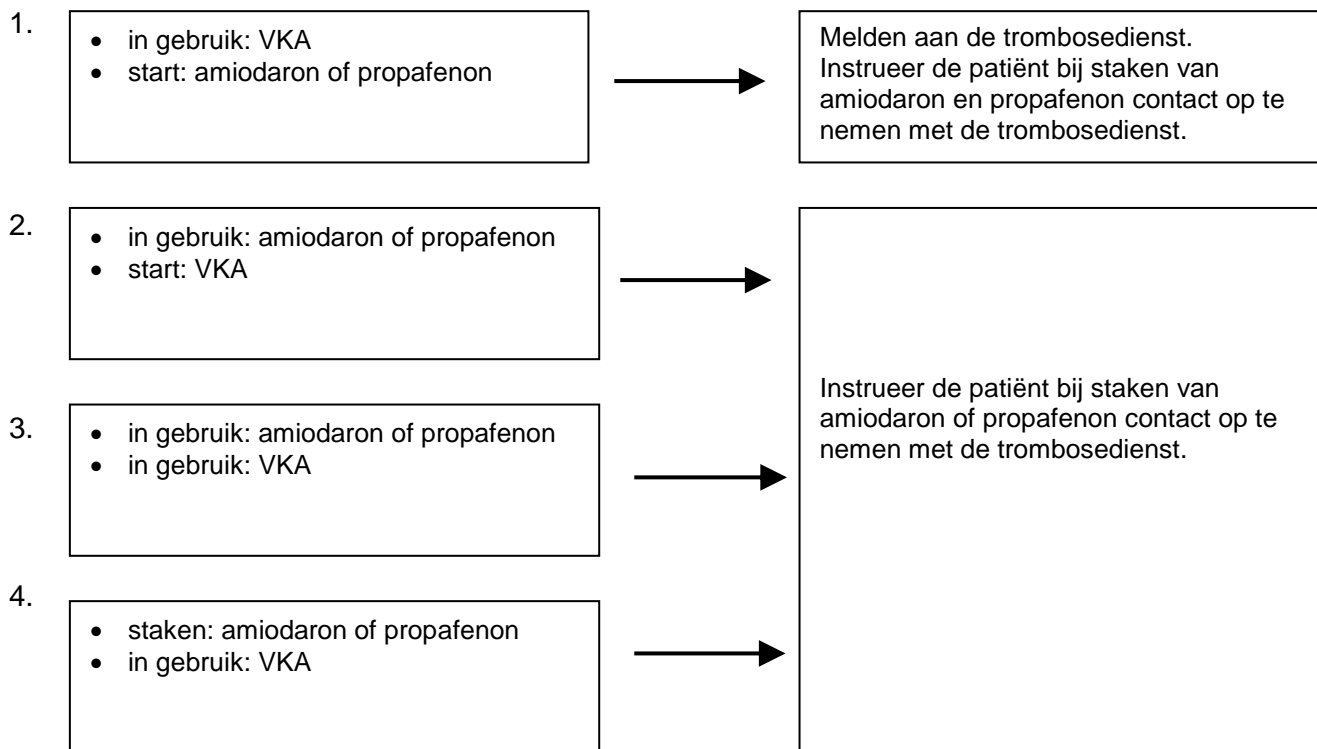 1.
• in gebruik: VKA
• start: amiodaron of propafenon
Melden aan de trombosedienst.
Instrueer de patiënt bij staken van
amiodaron en propafenon contact op te
nemen met de trombosedienst.
2.
• in gebruik: amiodaron of propafenon
• start: VKA
3.
• in gebruik: amiodaron of propafenon
• in gebruik: VKA
4.
• staken: amiodaron of propafenon
• in gebruik: VKA
Instrueer de patiënt bij staken van
amiodaron of propafenon contact op te
nemen met de trombosedienst.